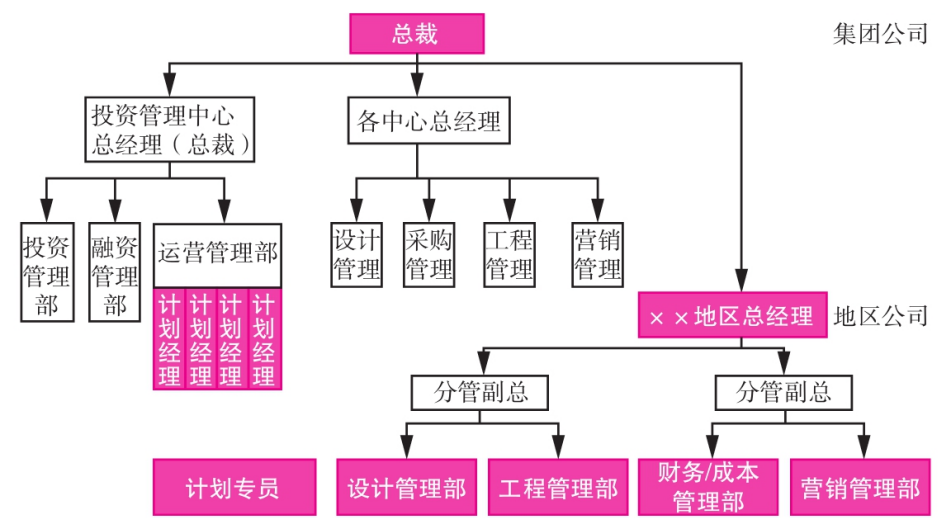 总裁
集团公司
投资管理中心
总经理（总裁）
各中心总经理
投资
管理
部
融资
管理
部
运营管理部
设计
管理
采购
管理
工程
管理
营销
管理
计划经理
计划经理
计划经理
计划经理
××地区总经理
地区公司
分管副总
分管副总
计划专员
设计管理部
工程管理部
财务/成本
管理部
营销管理部